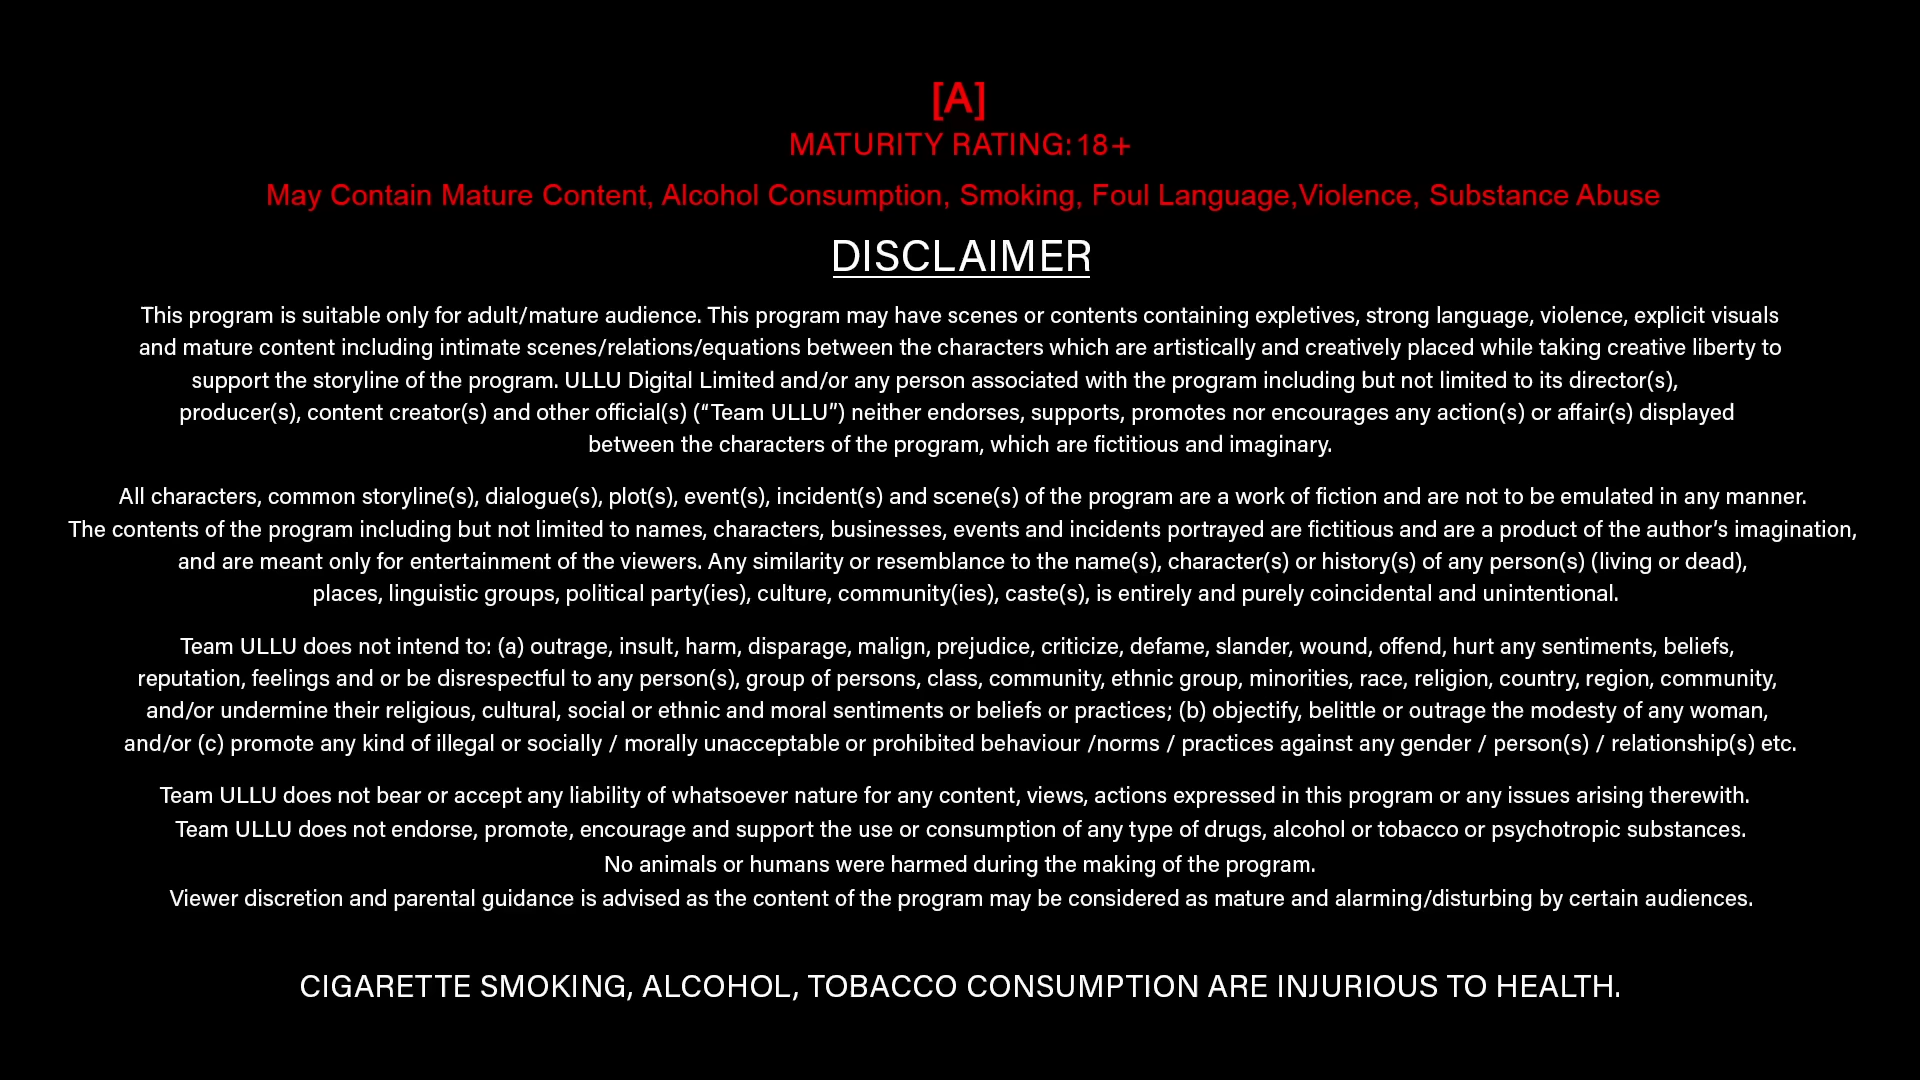 [A]
MATURITY RATING:18+
May Contain Mature Content, Alcohol Consumption, Smoking, Foul Language,Violence, Substance Abuse
DISCLAIMER
This program is suitable only for adult/mature audience. This program may have scenes or contents containing expletives, strong language, violence, explicit visuals
and mature content including intimate scenes/relations/equations between the characters which are artistically and creatively placed while taking creative liberty to
support the storyline of the program. ULLU Digital Limited and/or any person associated with the program including but not limited to its director(s),
producer(s), content creator(s) and other official(s) (“Team ULLU”) neither endorses, supports, promotes nor encourages any action(s) or affair(s) displayed
between the characters of the program, which are fictitious and imaginary.
All characters, common storyline(s), dialogue(s), plot(s), event(s), incident(s) and scene(s) of the program are a work of fiction and are not to be emulated in any manner.
The contents of the program including but not limited to names, characters, businesses, events and incidents portrayed are fictitious and are a product of the author’s imagination,
and are meant only for entertainment of the viewers. Any similarity or resemblance to the name(s), character(s) or history(s) of any person(s) (living or dead),
places, linguistic groups, political party(ies), culture, community(ies), caste(s), is entirely and purely coincidental and unintentional.
Team ULLU does not intend to: (a) outrage, insult, harm, disparage, malign, prejudice, criticize, defame, slander, wound, offend, hurt any sentiments, beliefs,
reputation, feelings and or be disrespectful to any person(s), group of persons, class, community, ethnic group, minorities, race, religion, country, region, community,
and/or undermine their religious, cultural, social or ethnic and moral sentiments or beliefs or practices; (b) objectify, belittle or outrage the modesty of any woman,
and/or (c) promote any kind of illegal or socially / morally unacceptable or prohibited behaviour /norms / practices against any gender / person(s) / relationship(s) etc.
Team ULLU does not bear or accept any liability of whatsoever nature for any content, views, actions expressed in this program or any issues arising therewith.
Team ULLU does not endorse, promote, encourage and support the use or consumption of any type of drugs, alcohol or tobacco or psychotropic substances.
No animals or humans were harmed during the making of the program.
Viewer discretion and parental guidance is advised as the content of the program may be considered as mature and alarming/disturbing by certain audiences.
CIGARETTE SMOKING, ALCOHOL, TOBACCO CONSUMPTION ARE INJURIOUS TO HEALTH.